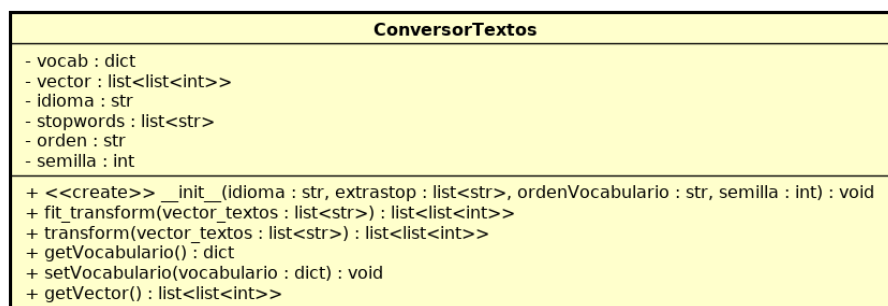 ConversorTextos
- vocab : dict
- vector : list<list<int>>
- idioma : str
- stopwords : list<str>
- orden : str
- semilla : int
+ <<create>> __init__(idioma : str, extrastop : list<str>, ordenVocabulario : str, semilla : int) : void
+ fit_transform(vector_textos : list<str>) : list<list<int>>
+ transform(vector_textos : list<str>) : list<list<int>>
+ getVocabulario() : dict
+ setVocabulario(vocabulario : dict) : void
+ getVector() : list<list<int>>